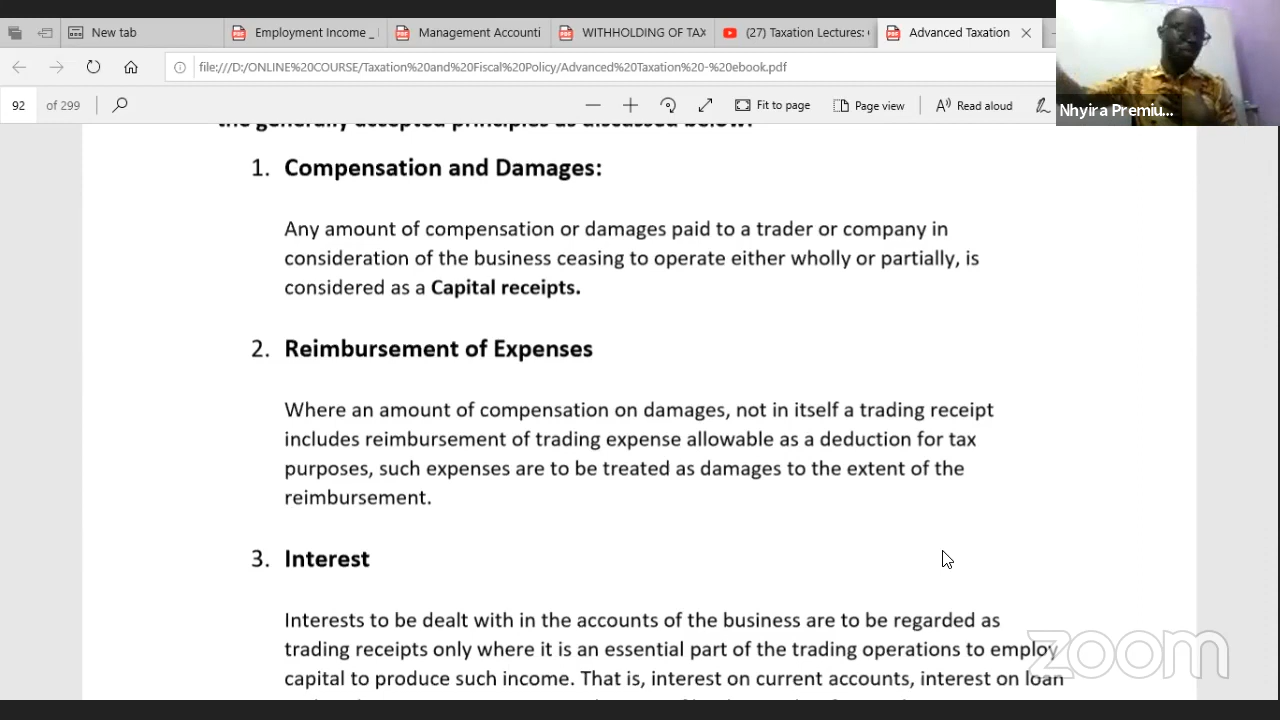 New tab
Employment Income _
Management Accounti
WITHHOLDING OF TAX
(27) Taxation Lectures:
Advanced Taxation
file:///D:/ONLINE%20COURSE/Taxation%20and%20Fiscal%20Policy/Advanced%20Taxation%20-%20ebook.pdf
92 of 299
Fit to page
Page view
Read aloud
Nhyira Premiu...
the generally accepted principles as discussed below:
1. Compensation and Damages:
Any amount of compensation or damages paid to a trader or company in
consideration of the business ceasing to operate either wholly or partially, is
considered as a Capital receipts.
2. Reimbursement of Expenses
Where an amount of compensation on damages, not in itself a trading receipt
includes reimbursement of trading expense allowable as a deduction for tax
purposes, such expenses are to be treated as damages to the extent of the
reimbursement.
3. Interest
Interests to be dealt with in the accounts of the business are to be regarded as
trading receipts only where it is an essential part of the trading operations to employ
capital to produce such income. That is, interest on current accounts, interest on loan
zoom